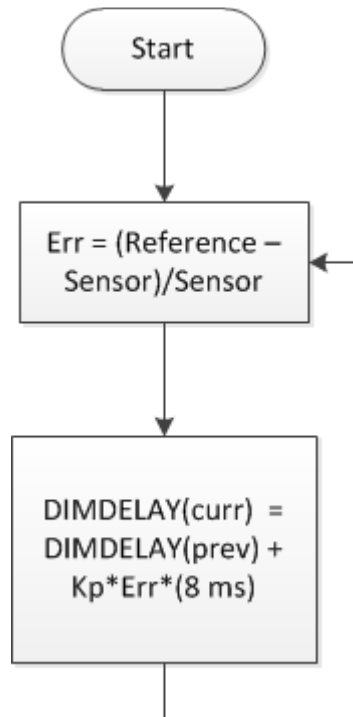 Start
Err = (Reference –
Sensor)/Sensor
DIMDELAY(curr) =
DIMDELAY(prev) +
Kp*Err*(8 ms)